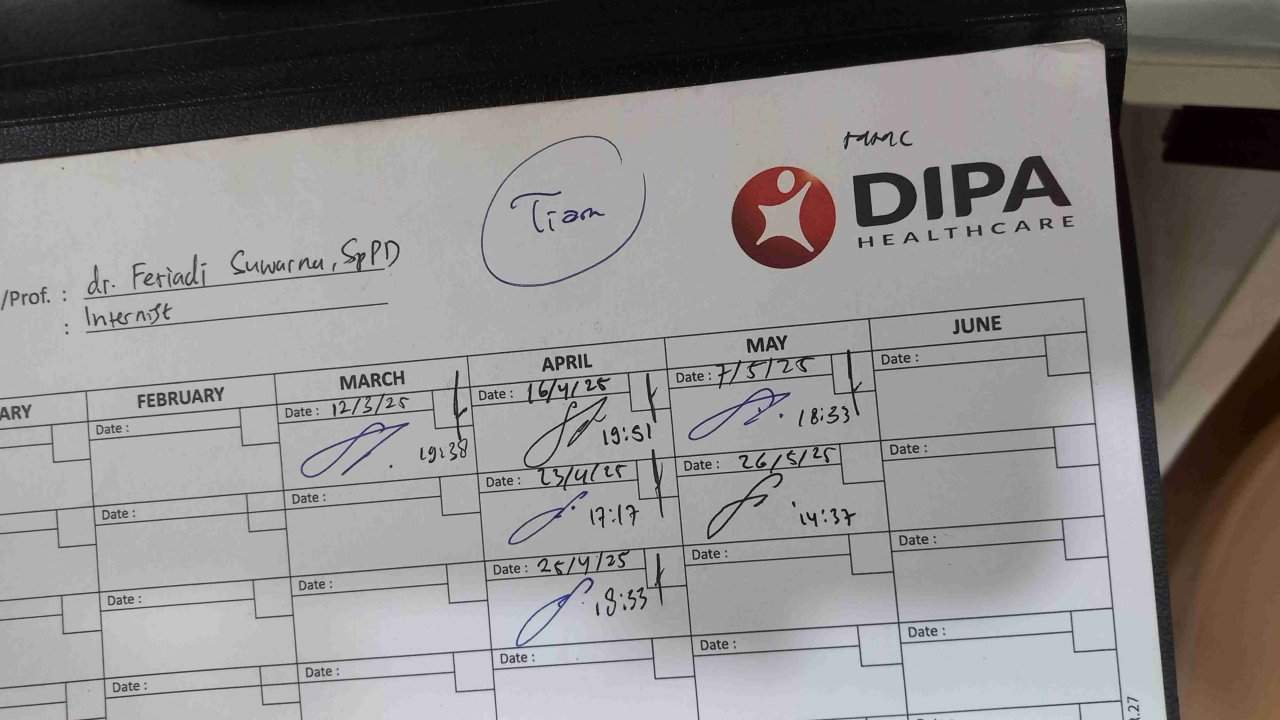 MMC
DIPA
HEALTHCARE
Tian
/Prof. : dr. Feriadi Suwarna, SpPD
: Internist
ARY FEBRUARY MARCH APRIL MAY JUNE
Date : Date : 12/3/25 Date : 16/4/25 Date : 7/5/25 Date :
19:38 19:51 18:33
Date : Date : Date : 23/4/25 Date : 26/5/25 Date :
17:17 14:37
Date : Date : Date : 25/4/25 Date : Date :
18:33
Date : Date : Date : Date : Date :
Date :